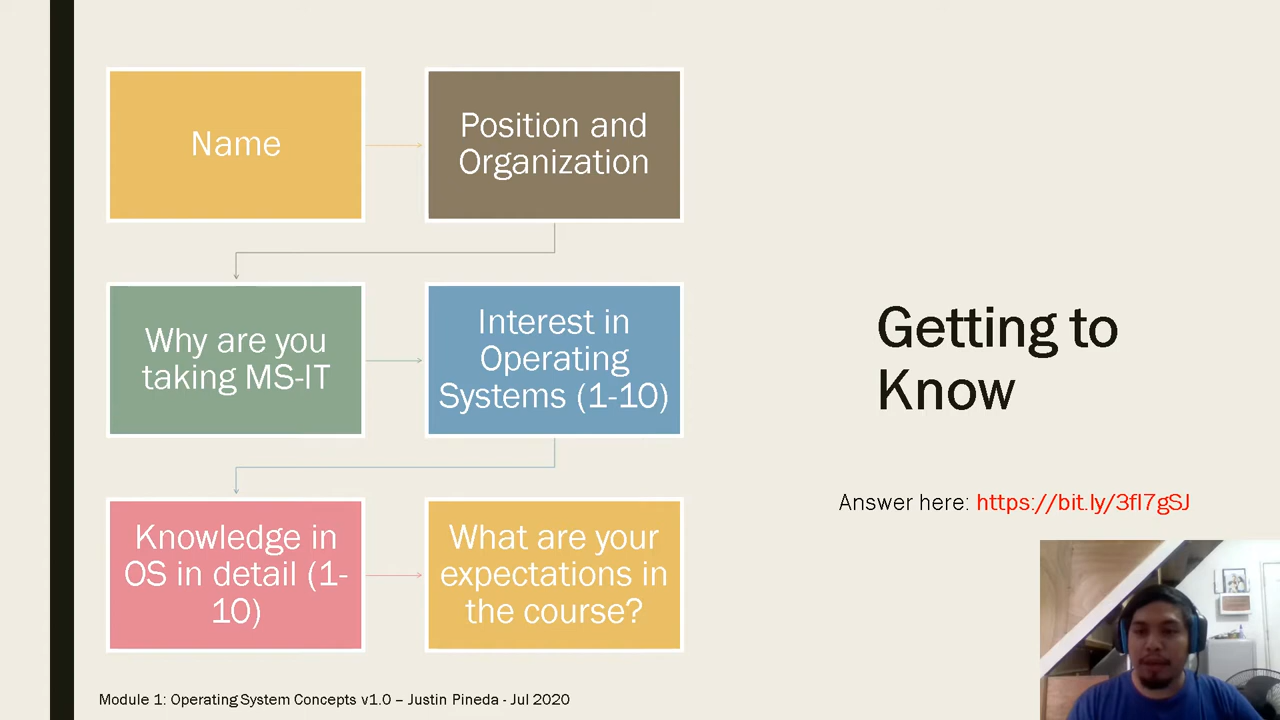 Name
Position and
Organization
Why are you
taking MS-IT
Interest in
Operating
Systems (1-10)
Knowledge in
OS in detail (1-
10)
What are your
expectations in
the course?
Getting to
Know
Answer here: https://bit.ly/3fI7gSJ
Module 1: Operating System Concepts v1.0 – Justin Pineda - Jul 2020